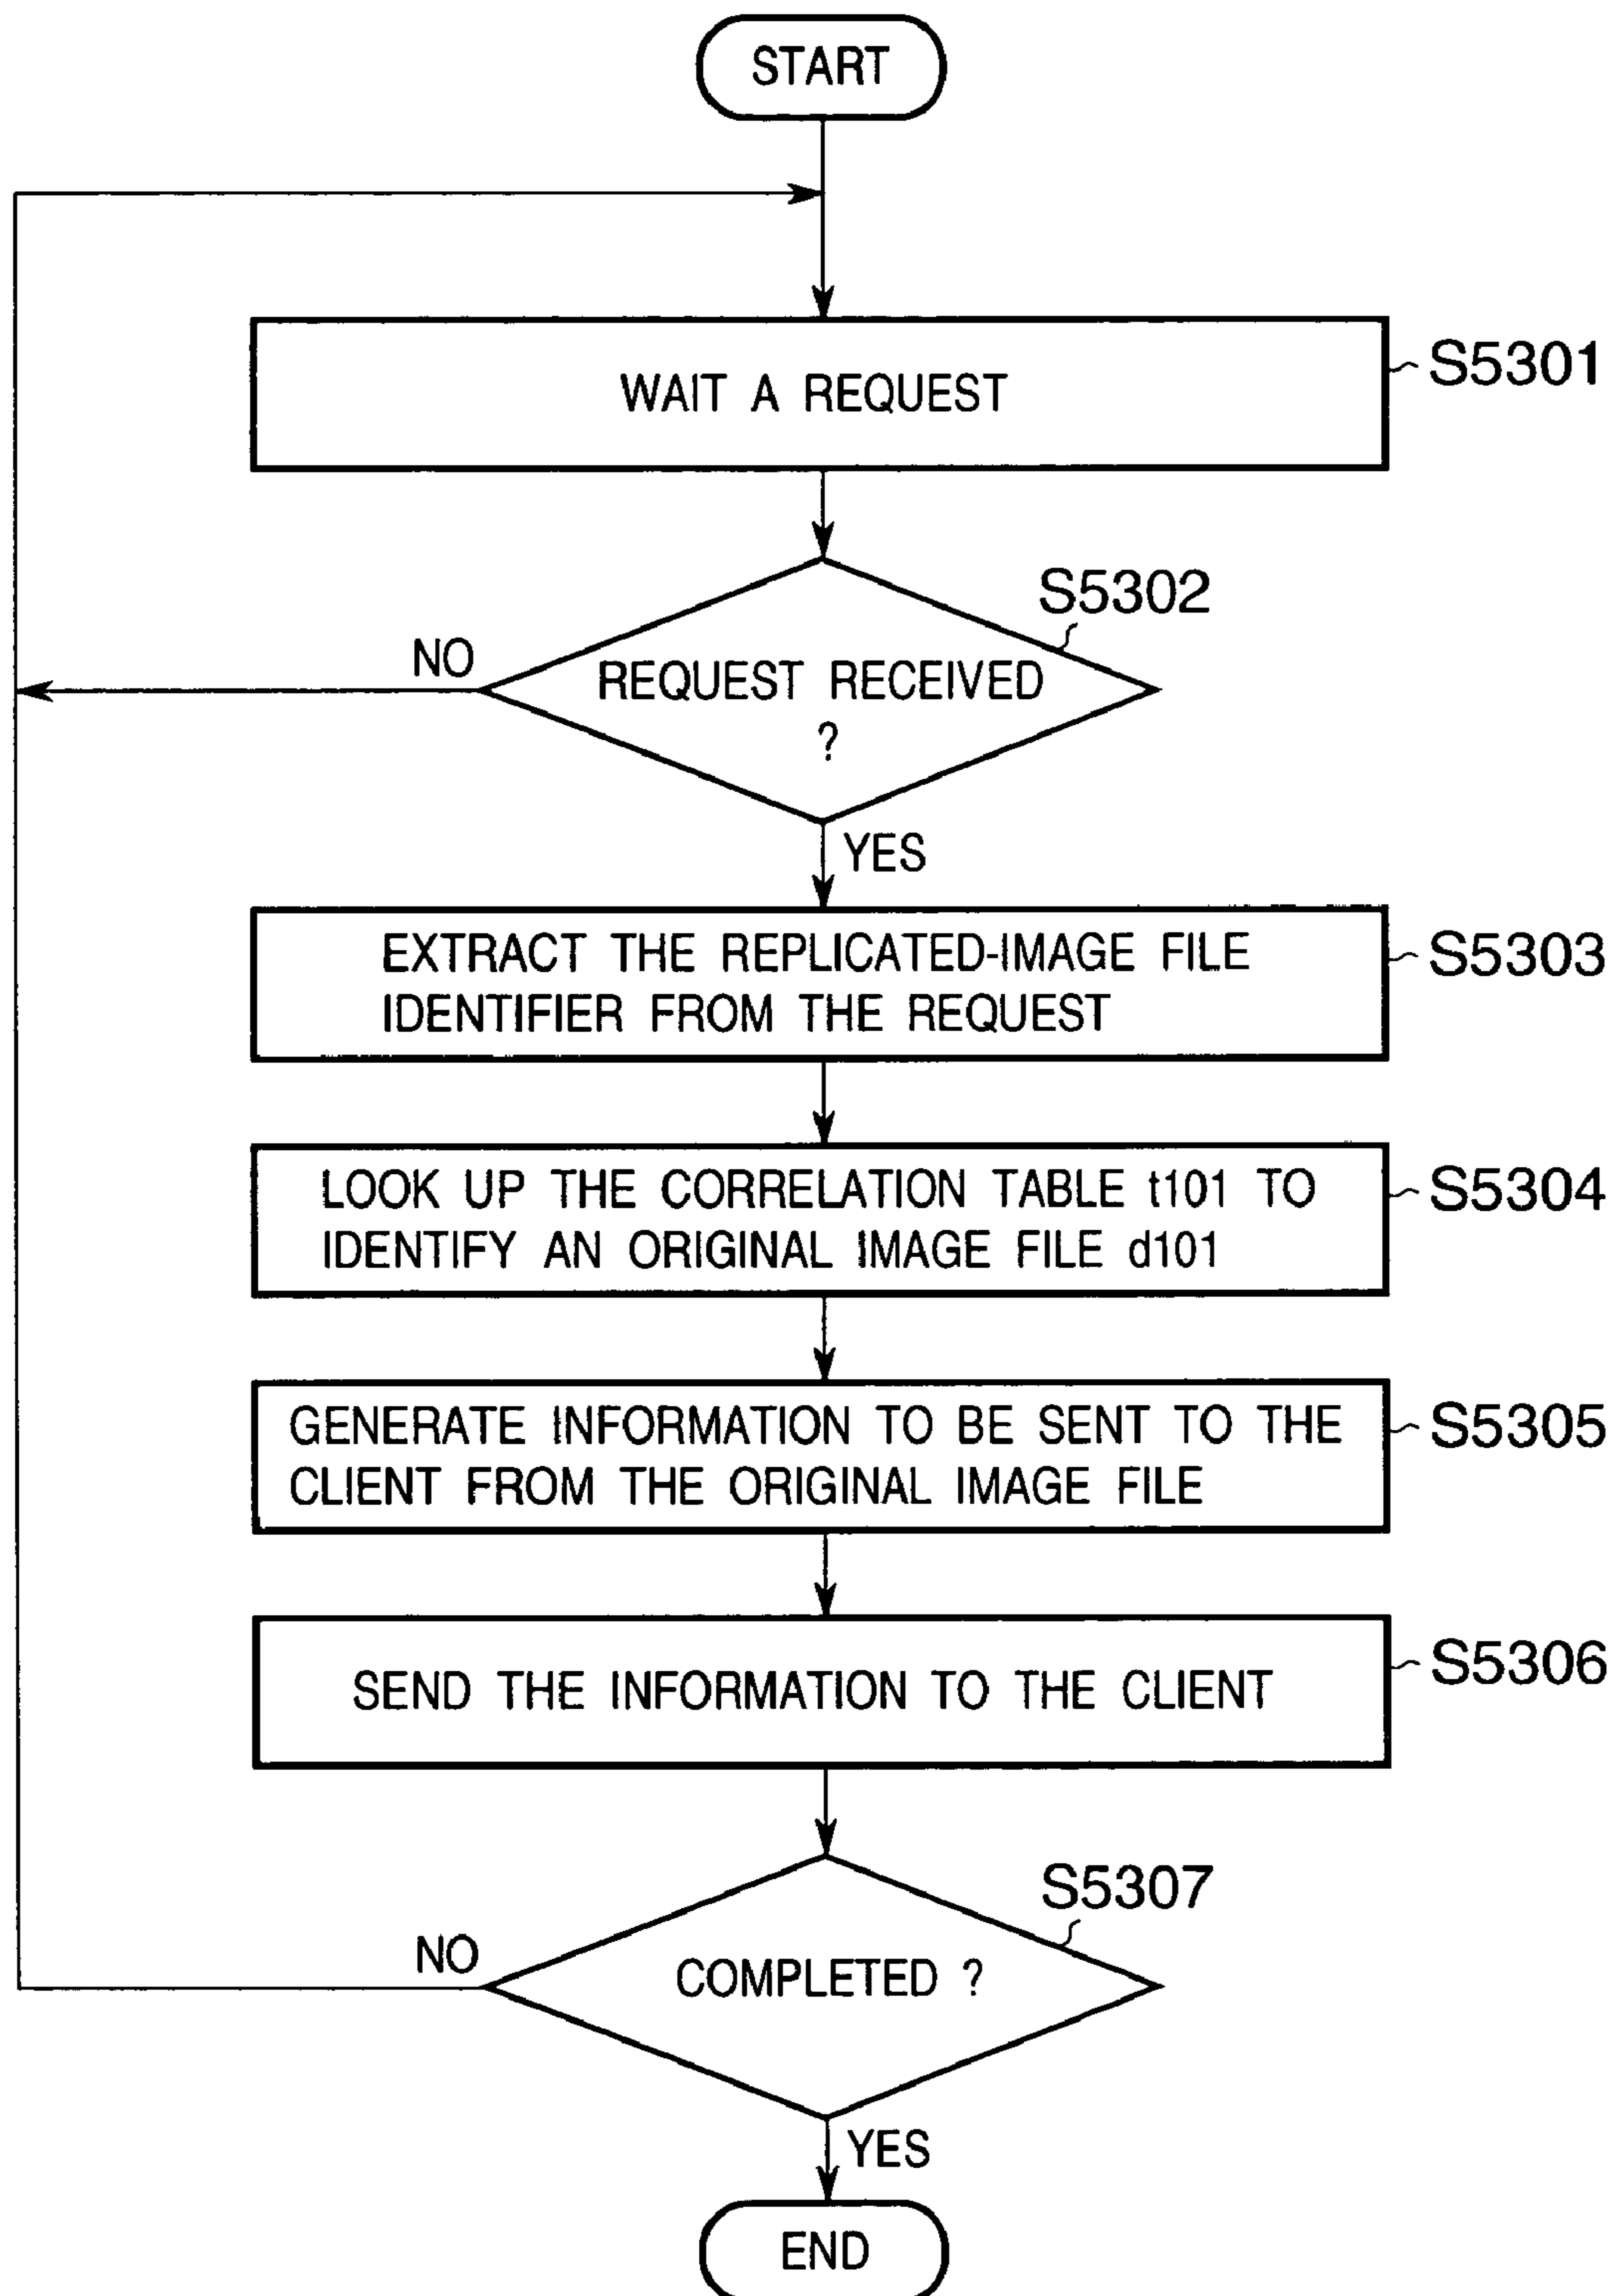 START
WAIT A REQUEST
S5301
S5302
NO
REQUEST RECEIVED
?
YES
EXTRACT THE REPLICATED-IMAGE FILE
IDENTIFIER FROM THE REQUEST
S5303
LOOK UP THE CORRELATION TABLE t101 TO
IDENTIFY AN ORIGINAL IMAGE FILE d101
S5304
GENERATE INFORMATION TO BE SENT TO THE
CLIENT FROM THE ORIGINAL IMAGE FILE
S5305
SEND THE INFORMATION TO THE CLIENT
S5306
S5307
NO
COMPLETED ?
YES
END